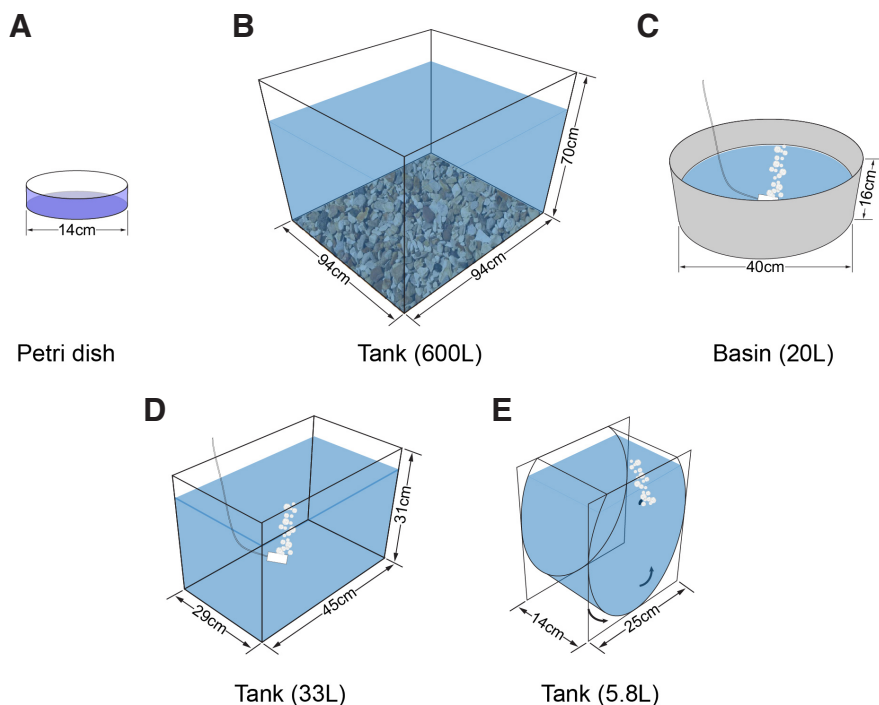 A
B
C
14cm
94cm
94cm
70cm
40cm
16cm
Petri dish
Tank (600L)
Basin (20L)
D
E
29cm
45cm
31cm
14cm
25cm
Tank (33L)
Tank (5.8L)